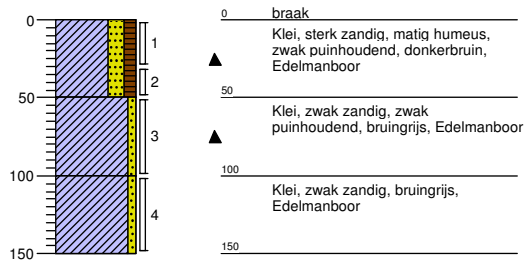 0
braak
0
Klei, sterk zandig, matig humeus,
zwak puinhoudend, donkerbruin,
Edelmanboor
1
2
50
50
Klei, zwak zandig, zwak
puinhoudend, bruingrijs, Edelmanboor
3
100
100
Klei, zwak zandig, bruingrijs,
Edelmanboor
4
150
150